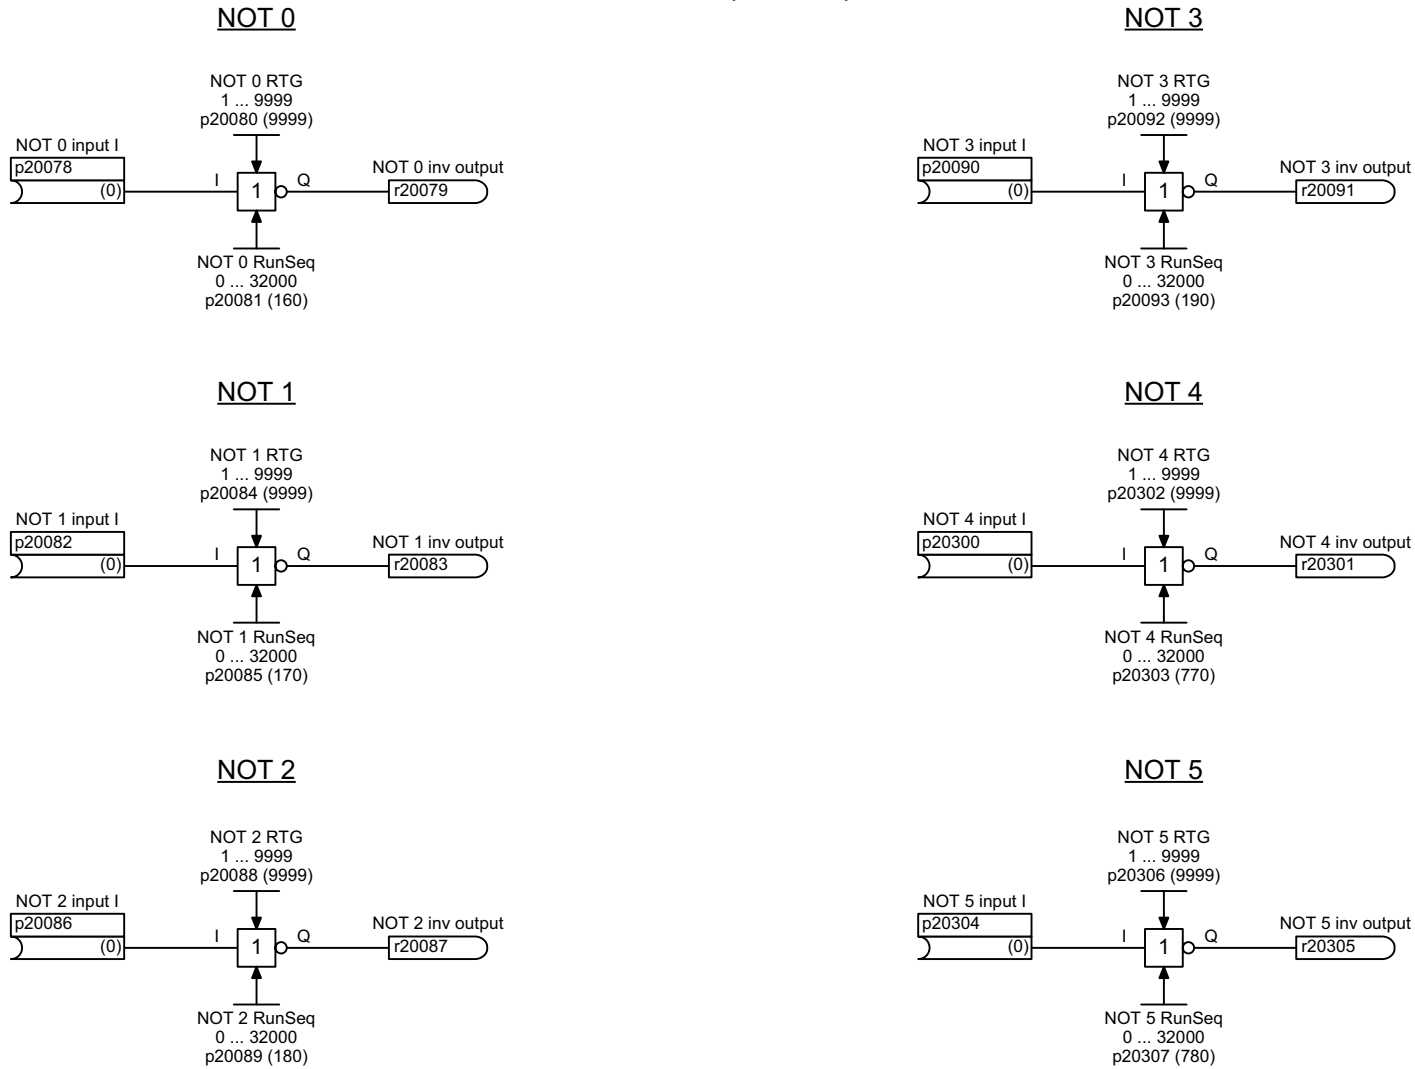 NOT 0
NOT 0 RTG
1 ... 9999
p20080 (9999)
NOT 0 input I
p20078
(0)
I
1
Q
NOT 0 inv output
r20079
NOT 0 RunSeq
0 ... 32000
p20081 (160)
NOT 3
NOT 3 RTG
1 ... 9999
p20092 (9999)
NOT 3 input I
p20090
(0)
I
1
Q
NOT 3 inv output
r20091
NOT 3 RunSeq
0 ... 32000
p20093 (190)
NOT 1
NOT 1 RTG
1 ... 9999
p20084 (9999)
NOT 1 input I
p20082
(0)
I
1
Q
NOT 1 inv output
r20083
NOT 1 RunSeq
0 ... 32000
p20085 (170)
NOT 4
NOT 4 RTG
1 ... 9999
p20302 (9999)
NOT 4 input I
p20300
(0)
I
1
Q
NOT 4 inv output
r20301
NOT 4 RunSeq
0 ... 32000
p20303 (770)
NOT 2
NOT 2 RTG
1 ... 9999
p20088 (9999)
NOT 2 input I
p20086
(0)
I
1
Q
NOT 2 inv output
r20087
NOT 2 RunSeq
0 ... 32000
p20089 (180)
NOT 5
NOT 5 RTG
1 ... 9999
p20306 (9999)
NOT 5 input I
p20304
(0)
I
1
Q
NOT 5 inv output
r20305
NOT 5 RunSeq
0 ... 32000
p20307 (780)